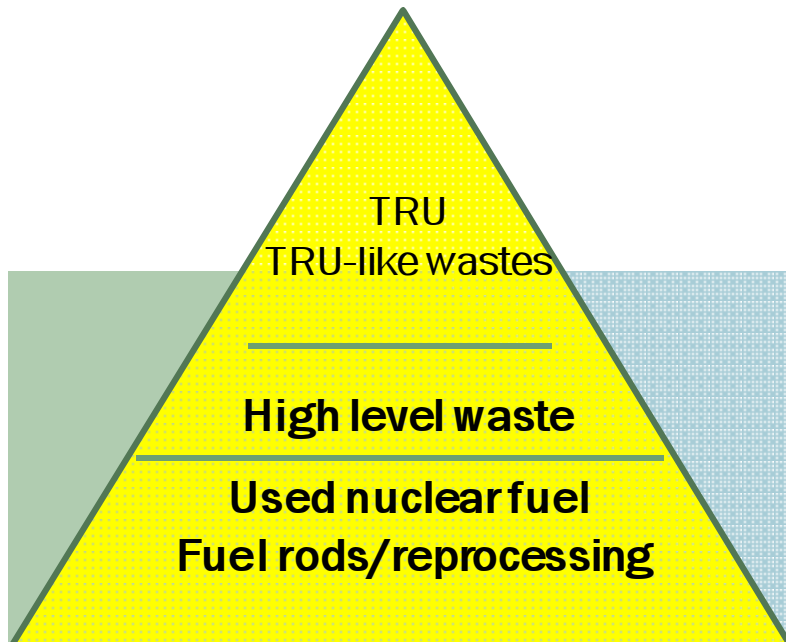 TRU
TRU-like wastes
High level waste
Used nuclear fuel
Fuel rods/reprocessing